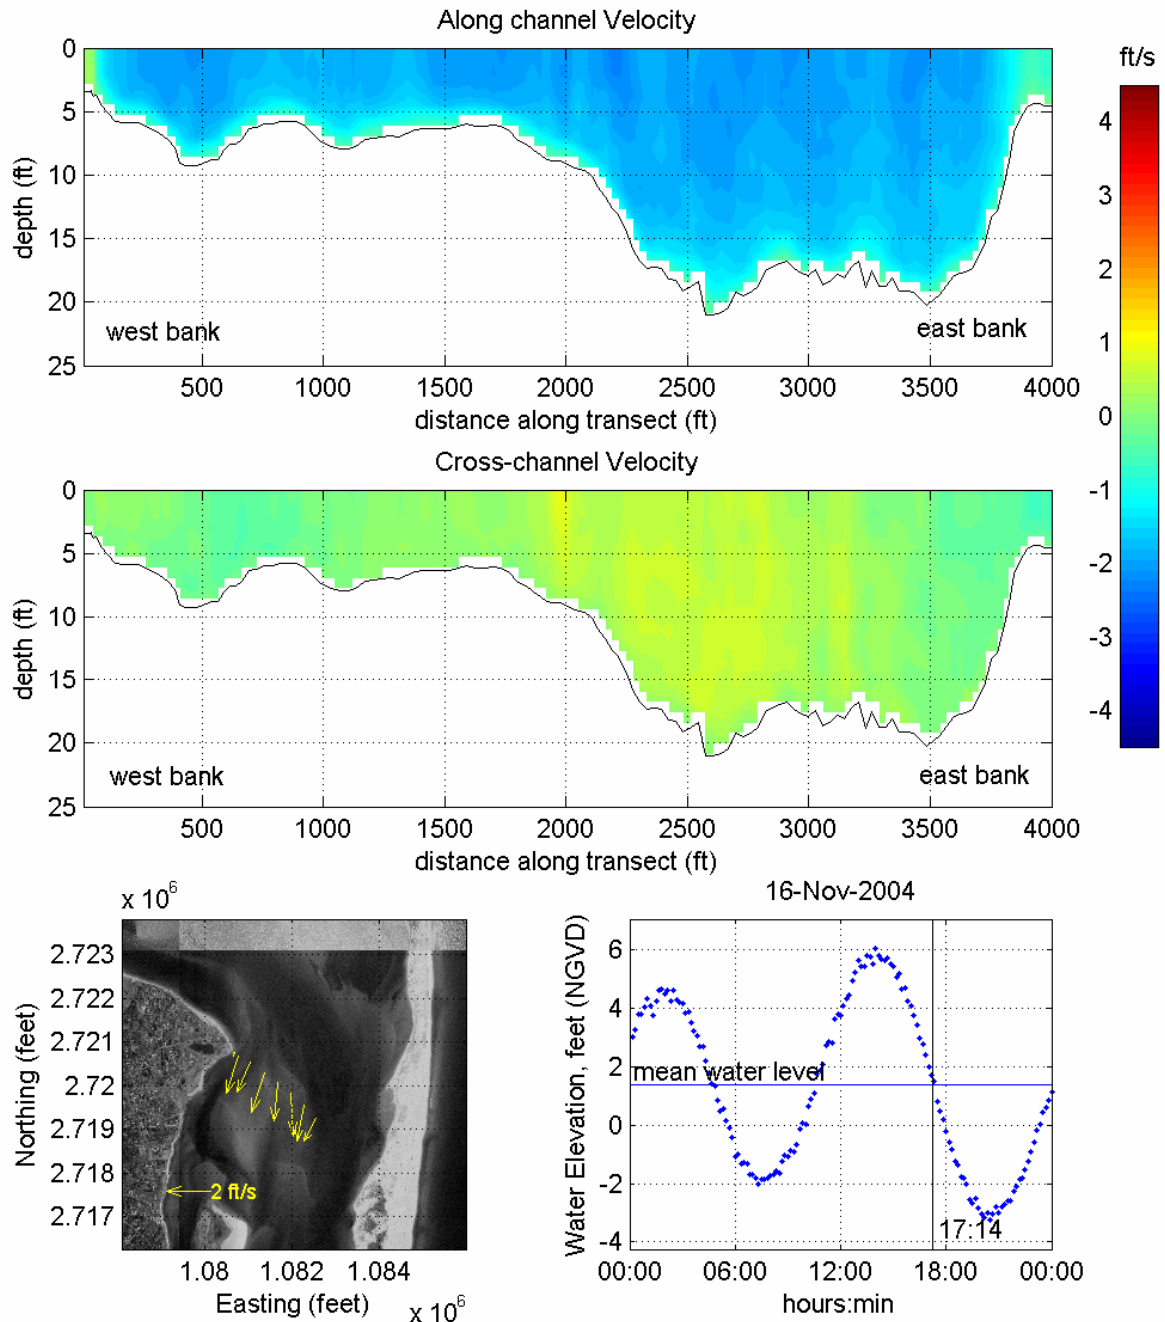 Along channel Velocity
ft/s
0
5
10
15
20
25
depth (ft)
west bank
east bank
500 1000 1500 2000 2500 3000 3500 4000
distance along transect (ft)
4
3
2
1
0
-1
-2
-3
-4
Cross-channel Velocity
0
5
10
15
20
25
depth (ft)
west bank
east bank
500 1000 1500 2000 2500 3000 3500 4000
distance along transect (ft)
x 10^6
2.723
2.722
2.721
2.72
2.719
2.718
2.717
Northing (feet)
2 ft/s
1.08 1.082 1.084
Easting (feet)
x 10^6
16-Nov-2004
Water Elevation, feet (NGVD)
6
4
2
0
-2
-4
mean water level
17:14
00:00 06:00 12:00 18:00 00:00
hours:min